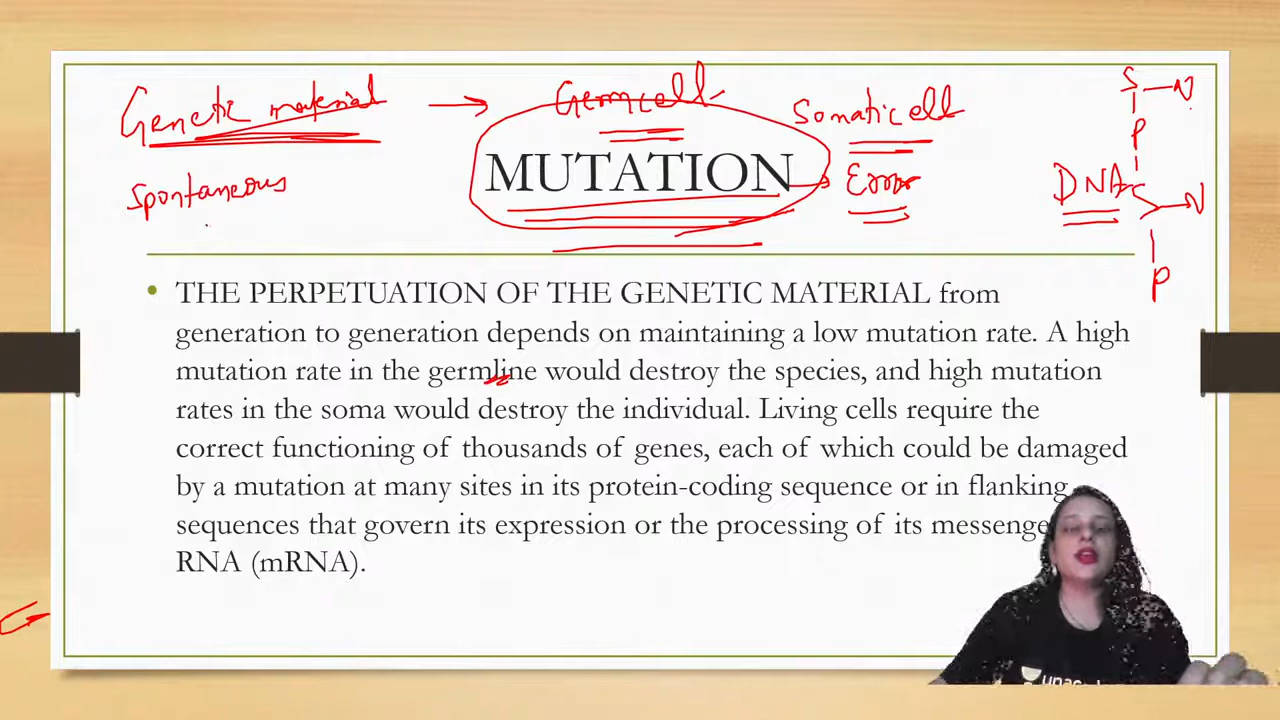 Genetic material → Germcell
Somaticcell
S — N
P
MUTATION → Error
DNA
S — N
P
Spontaneous
• THE PERPETUATION OF THE GENETIC MATERIAL from
generation to generation depends on maintaining a low mutation rate. A high
mutation rate in the germline would destroy the species, and high mutation
rates in the soma would destroy the individual. Living cells require the
correct functioning of thousands of genes, each of which could be damaged
by a mutation at many sites in its protein-coding sequence or in flanking
sequences that govern its expression or the processing of its messenge
RNA (mRNA).